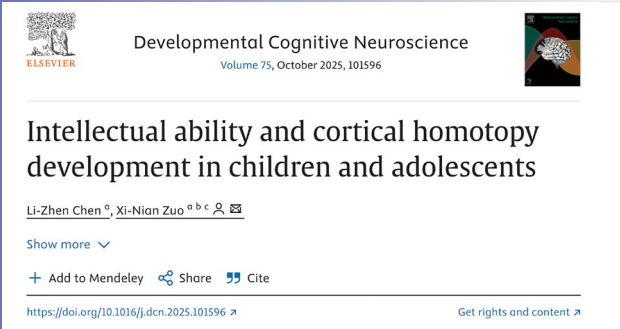 ELSEVIER
Developmental Cognitive Neuroscience
Volume 75, October 2025, 101596
Intellectual ability and cortical homotopy
development in children and adolescents
Li-Zhen Chen a, Xi-Nian Zuo a b c
Show more
Add to Mendeley
Share
Cite
https://doi.org/10.1016/j.dcn.2025.101596
Get rights and content